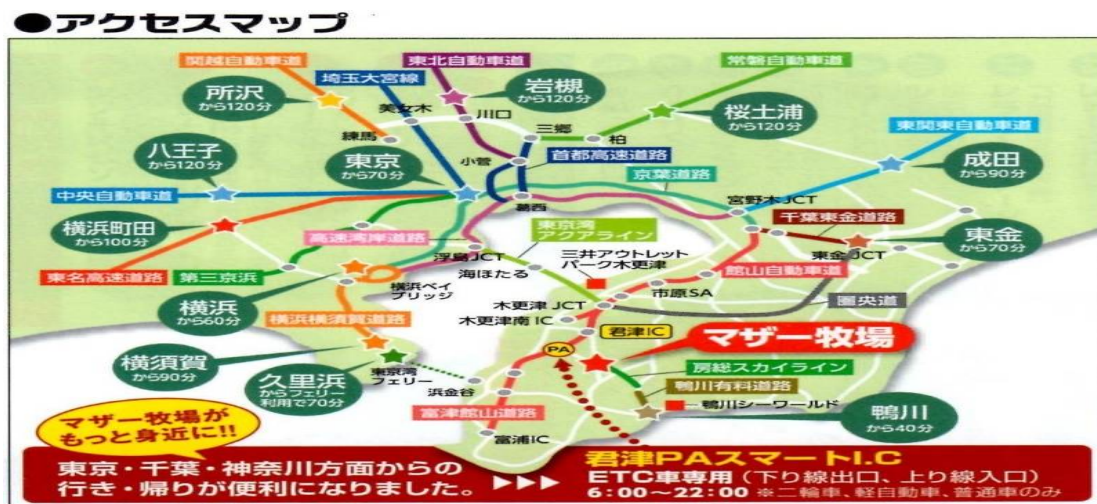 ●アクセスマップ
関越自動車道
埼玉大宮線
東北自動車道
常磐自動車道
所沢
から120分
岩槻
から120分
桜土浦
から120分
美女木
川口
練馬
三郷
柏
東関東自動車道
八王子
から120分
東京
から70分
小菅
首都高速道路
成田
から90分
京葉道路
中央自動車道
葛西
宮野木JCT
横浜町田
から100分
東京湾
アクアライン
千葉東金道路
高速湾岸道路
東金
から70分
浮島JCT
三井アウトレット
パーク木更津
東金JCT
東名高速道路
第三京浜
海ほたる
館山自動車道
横浜ベイ
ブリッジ
市原SA
横浜
から60分
木更津JCT
圏央道
横浜横須賀道路
木更津南IC
君津IC
マザー牧場
PA
横須賀
から90分
房総スカイライン
久里浜
からフェリー
利用で70分
東京湾
フェリー
鴨川有料道路
浜金谷
鴨川シーワールド
富津館山道路
鴨川
から40分
富浦IC
マザー牧場が
もっと身近に!!
東京・千葉・神奈川方面からの
行き・帰りが便利になりました。
君津PAスマートI.C
ETC車専用（下り線出口、上り線入口）
6:00～22:00 ※二輪車、軽自動車、普通車のみ